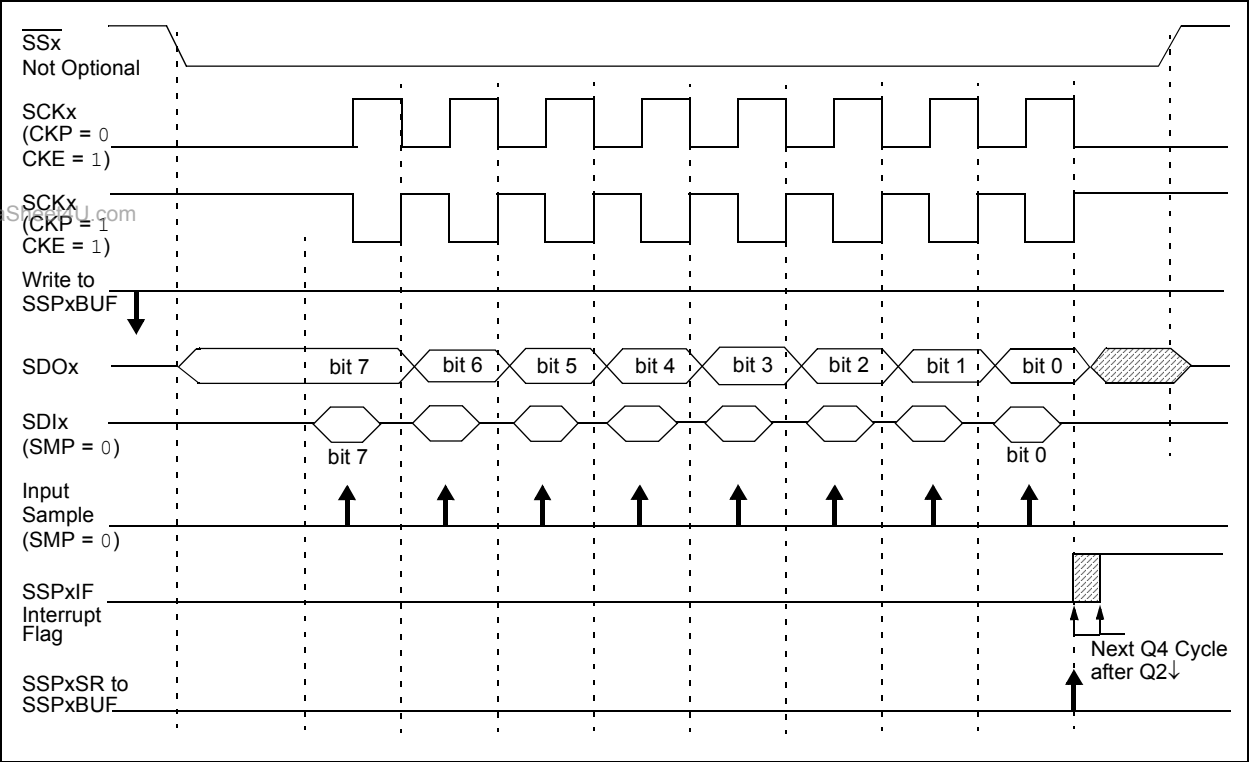 SSx
Not Optional
SCKx
(CKP = 0
CKE = 1)
SCKx
aSheet4U.com
(CKP = 1
CKE = 1)
Write to
SSPxBUF
SDOx
bit 7
bit 6
bit 5
bit 4
bit 3
bit 2
bit 1
bit 0
SDIx
(SMP = 0)
bit 7
bit 0
Input
Sample
(SMP = 0)
SSPxIF
Interrupt
Flag
Next Q4 Cycle
after Q2↓
SSPxSR to
SSPxBUF